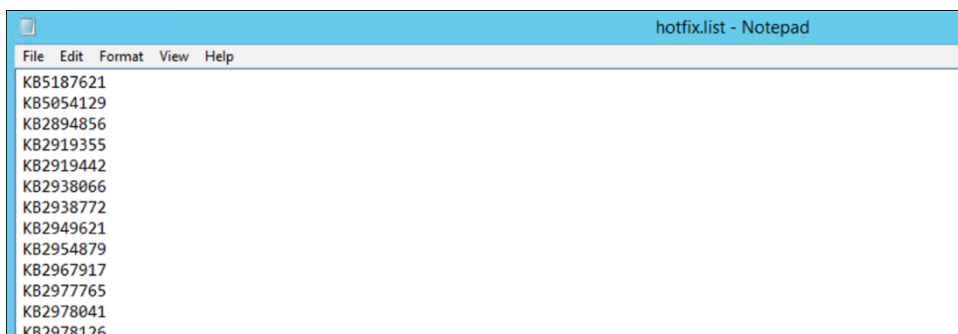 hotfix.list - Notepad
File Edit Format View Help
KB5187621
KB5054129
KB2894856
KB2919355
KB2919442
KB2938066
KB2938772
KB2949621
KB2954879
KB2967917
KB2977765
KB2978041
KB2978126